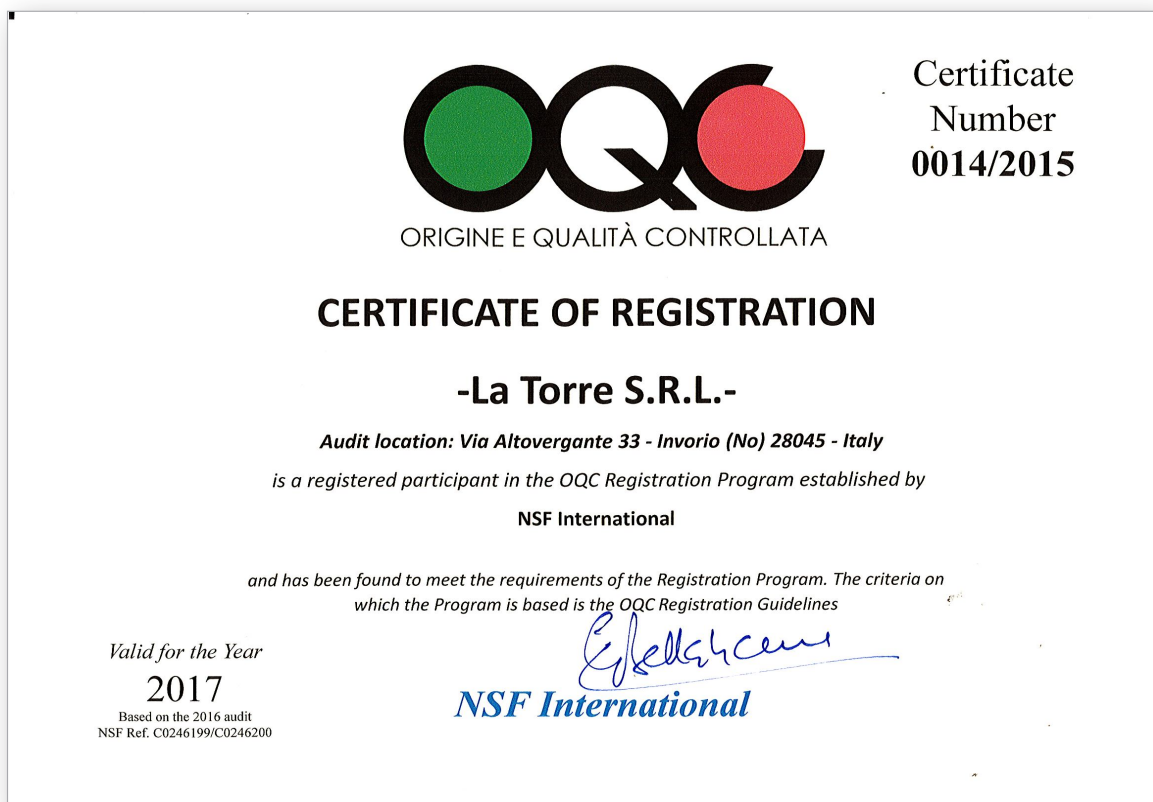 OQC
Certificate
Number
0014/2015
ORIGINE E QUALITÀ CONTROLLATA
CERTIFICATE OF REGISTRATION
-La Torre S.R.L.-
Audit location: Via Altovergante 33 - Invorio (No) 28045 - Italy
is a registered participant in the OQC Registration Program established by
NSF International
and has been found to meet the requirements of the Registration Program. The criteria on
which the Program is based is the OQC Registration Guidelines
Valid for the Year
2017
Based on the 2016 audit
NSF Ref. C0246199/C0246200
NSF International